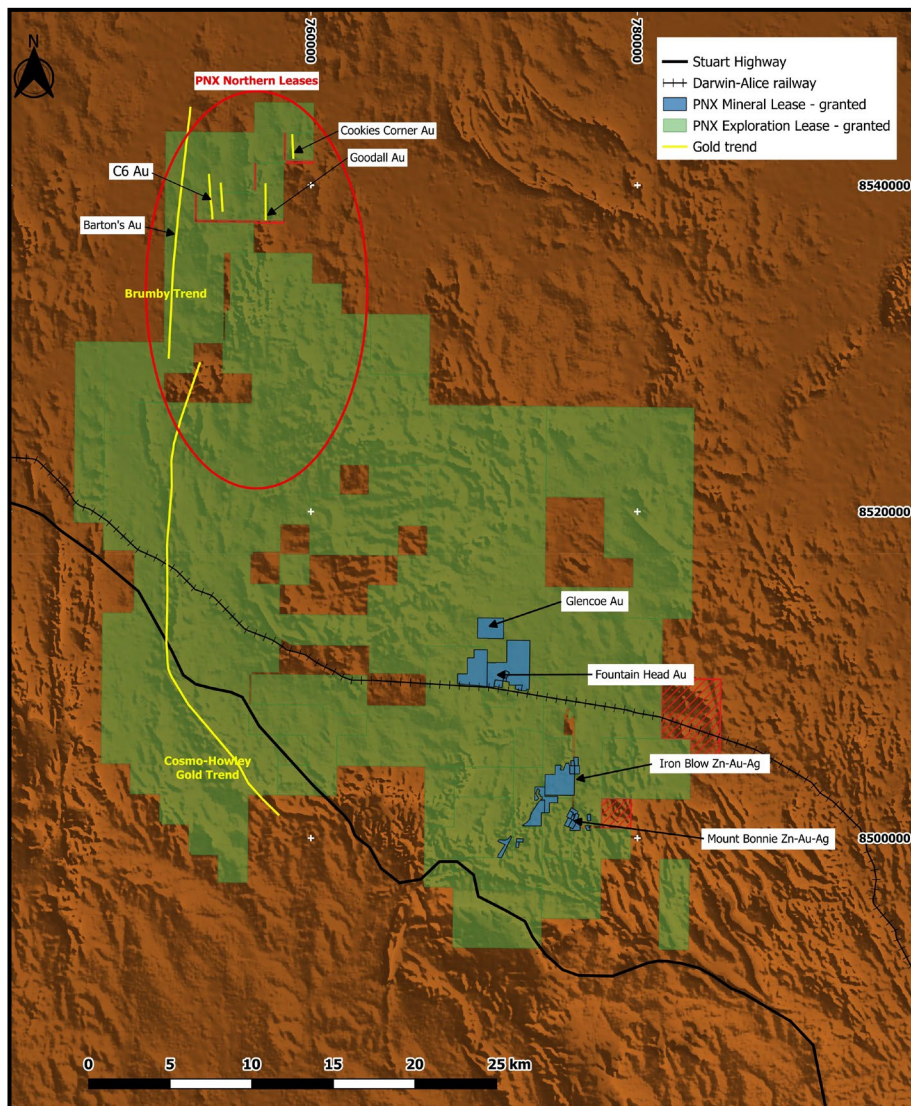 760000
780000
N
Stuart Highway
Darwin-Alice railway
PNX Mineral Lease - granted
PNX Exploration Lease - granted
Gold trend
PNX Northern Leases
Cookies Corner Au
Goodall Au
C6 Au
8540000
Barton's Au
Brumby Trend
8520000
Glencoe Au
Fountain Head Au
Cosmo-Howley
Gold Trend
Iron Blow Zn-Au-Ag
Mount Bonnie Zn-Au-Ag
8500000
0 5 10 15 20 25 km